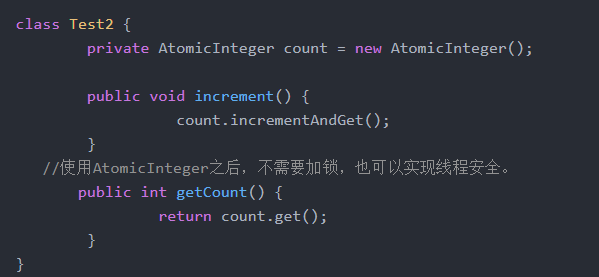 class Test2 {
private AtomicInteger count = new AtomicInteger();
public void increment() {
count.incrementAndGet();
}
//使用AtomicInteger之后，不需要加锁，也可以实现线程安全。
public int getCount() {
return count.get();
}
}